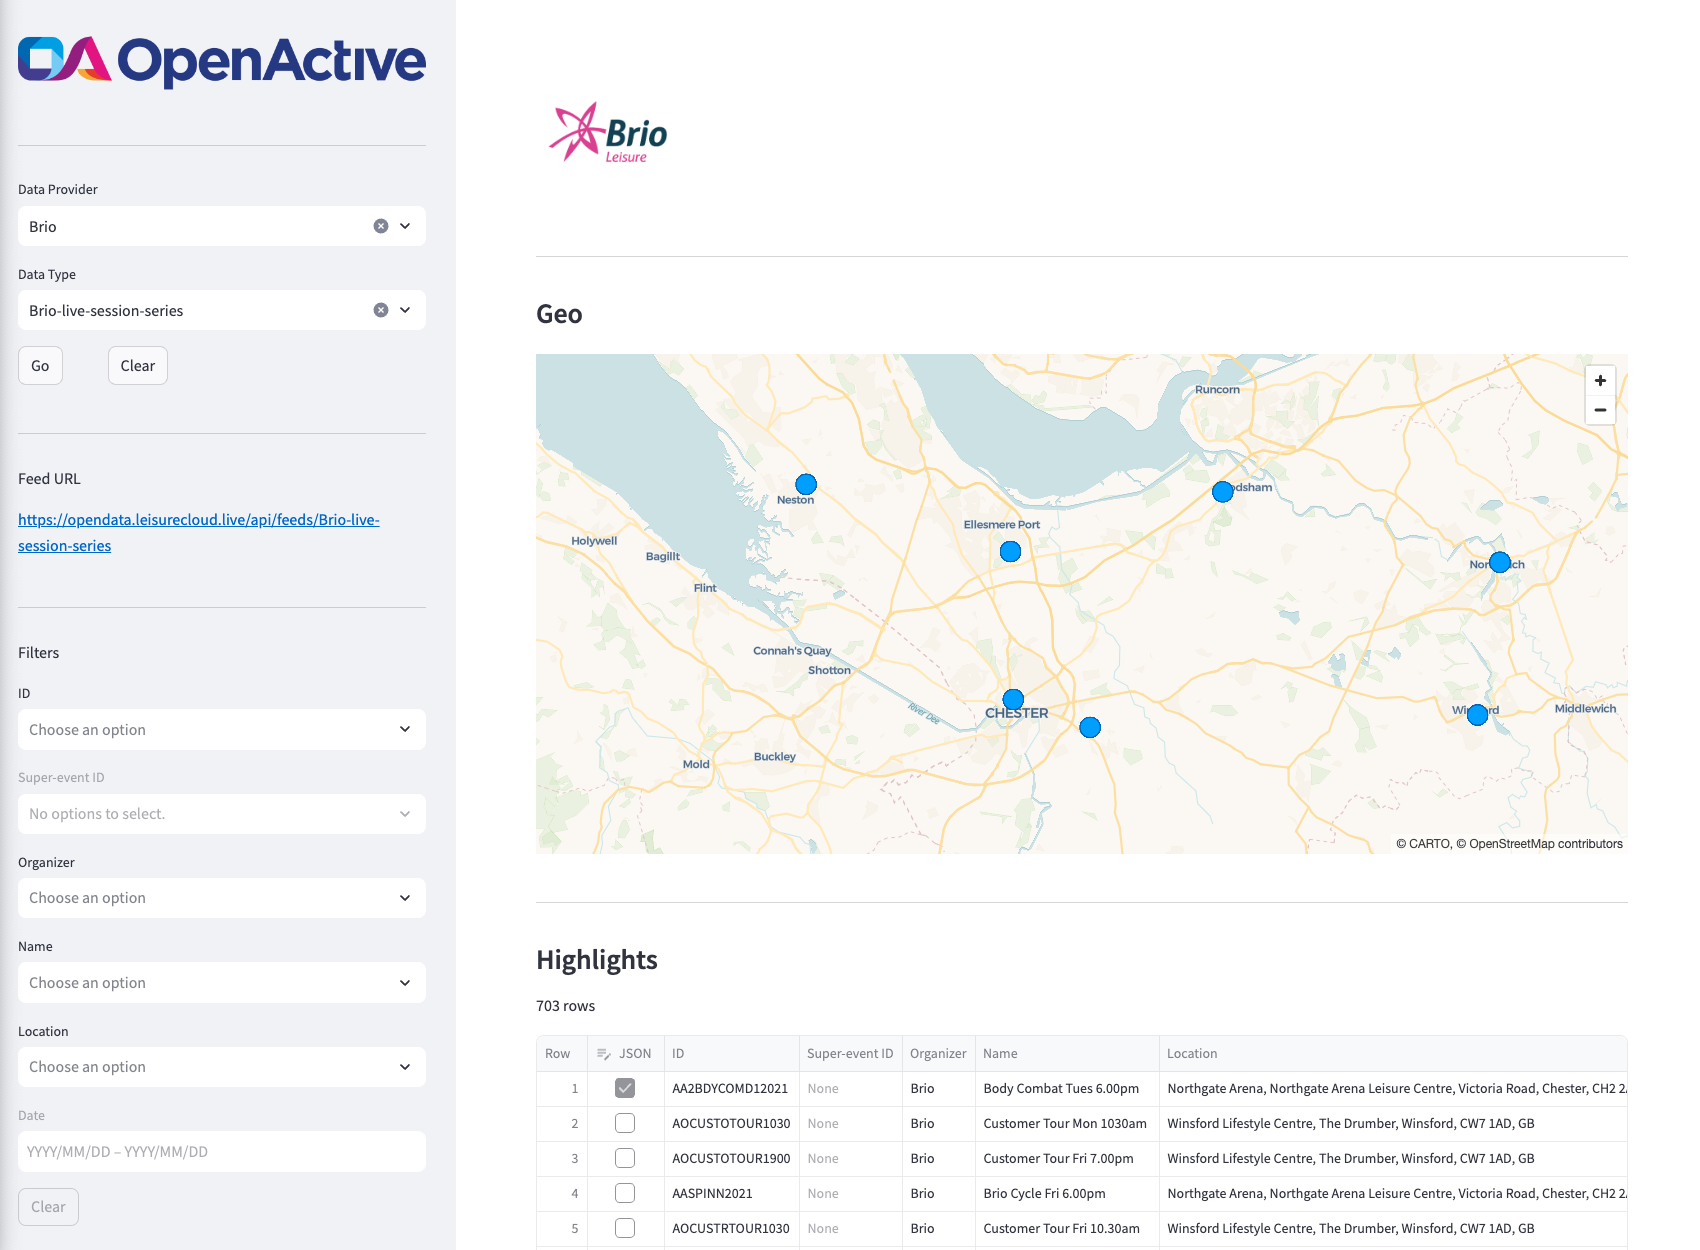 OpenActive
Data Provider
Brio
Data Type
Brio-live-session-series
Go
Clear
Feed URL
https://opendata.leisurecloud.live/api/feeds/Brio-live-
session-series
Filters
ID
Choose an option
Super-event ID
No options to select.
Organizer
Choose an option
Name
Choose an option
Location
Choose an option
Date
YYYY/MM/DD – YYYY/MM/DD
Clear
Brio
Leisure
Geo
Runcorn
+
−
Neston
dsham
Ellesmere Port
Holywell
Bagillt
Flint
Nor ch
Connah's Quay
Shotton
River Dee
CHESTER
Wi rd
Middlewich
Mold
Buckley
© CARTO, © OpenStreetMap contributors
Highlights
703 rows
Row JSON ID Super-event ID Organizer Name Location
1 AA2BDYCOMD12021 None Brio Body Combat Tues 6.00pm Northgate Arena, Northgate Arena Leisure Centre, Victoria Road, Chester, CH2 2
2 AOCUSTOTOUR1030 None Brio Customer Tour Mon 1030am Winsford Lifestyle Centre, The Drumber, Winsford, CW7 1AD, GB
3 AOCUSTOTOUR1900 None Brio Customer Tour Fri 7.00pm Winsford Lifestyle Centre, The Drumber, Winsford, CW7 1AD, GB
4 AASPINN2021 None Brio Brio Cycle Fri 6.00pm Northgate Arena, Northgate Arena Leisure Centre, Victoria Road, Chester, CH2 2
5 AOCUSTRTOUR1030 None Brio Customer Tour Fri 10.30am Winsford Lifestyle Centre, The Drumber, Winsford, CW7 1AD, GB